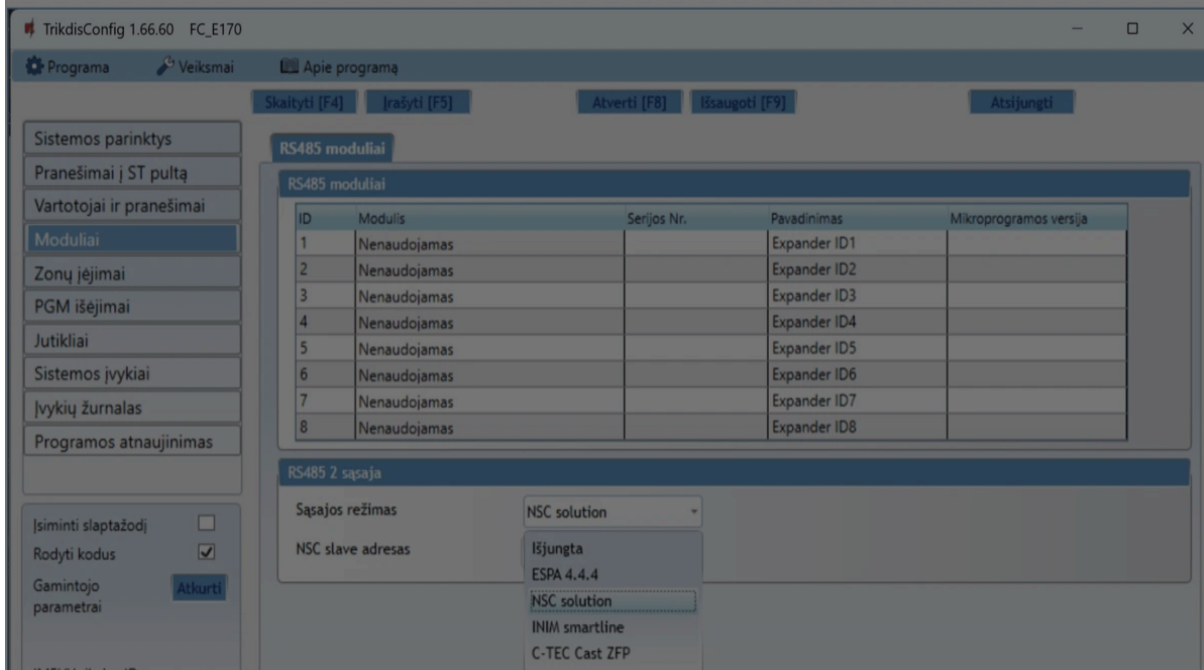 TrikdisConfig 1.66.60 FC_E170
Programa Veiksmai Apie programą
Skaityti [F4] Įrašyti [F5] Atverti [F8] Išsaugoti [F9] Atsijungti
Sistemos parinktys
Pranešimai į ST pultą
Vartotojai ir pranešimai
Moduliai
Zonų įėjimai
PGM išėjimai
Jutikliai
Sistemos įvykiai
Įvykių žurnalas
Programos atnaujinimas
Įsiminti slaptažodį
Rodyti kodus
Gamintojo
parametrai
Atkurti
RS485 moduliai
RS485 moduliai
ID Modulis Serijos Nr. Pavadinimas Mikroprogramos versija
1 Nenaudojamas Expander ID1
2 Nenaudojamas Expander ID2
3 Nenaudojamas Expander ID3
4 Nenaudojamas Expander ID4
5 Nenaudojamas Expander ID5
6 Nenaudojamas Expander ID6
7 Nenaudojamas Expander ID7
8 Nenaudojamas Expander ID8
RS485 2 sąsaja
Sąsajos režimas NSC solution
NSC slave adresas
Išjungta
ESPA 4.4.4
NSC solution
INIM smartline
C-TEC Cast ZFP